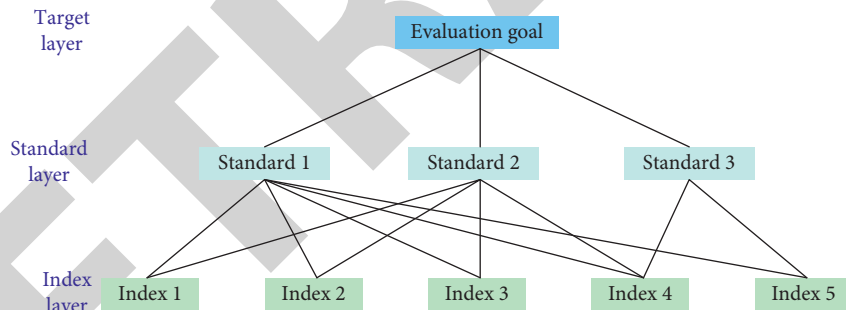 Target
layer
Evaluation goal
Standard
layer
Standard 1
Standard 2
Standard 3
Index
layer
Index 1
Index 2
Index 3
Index 4
Index 5